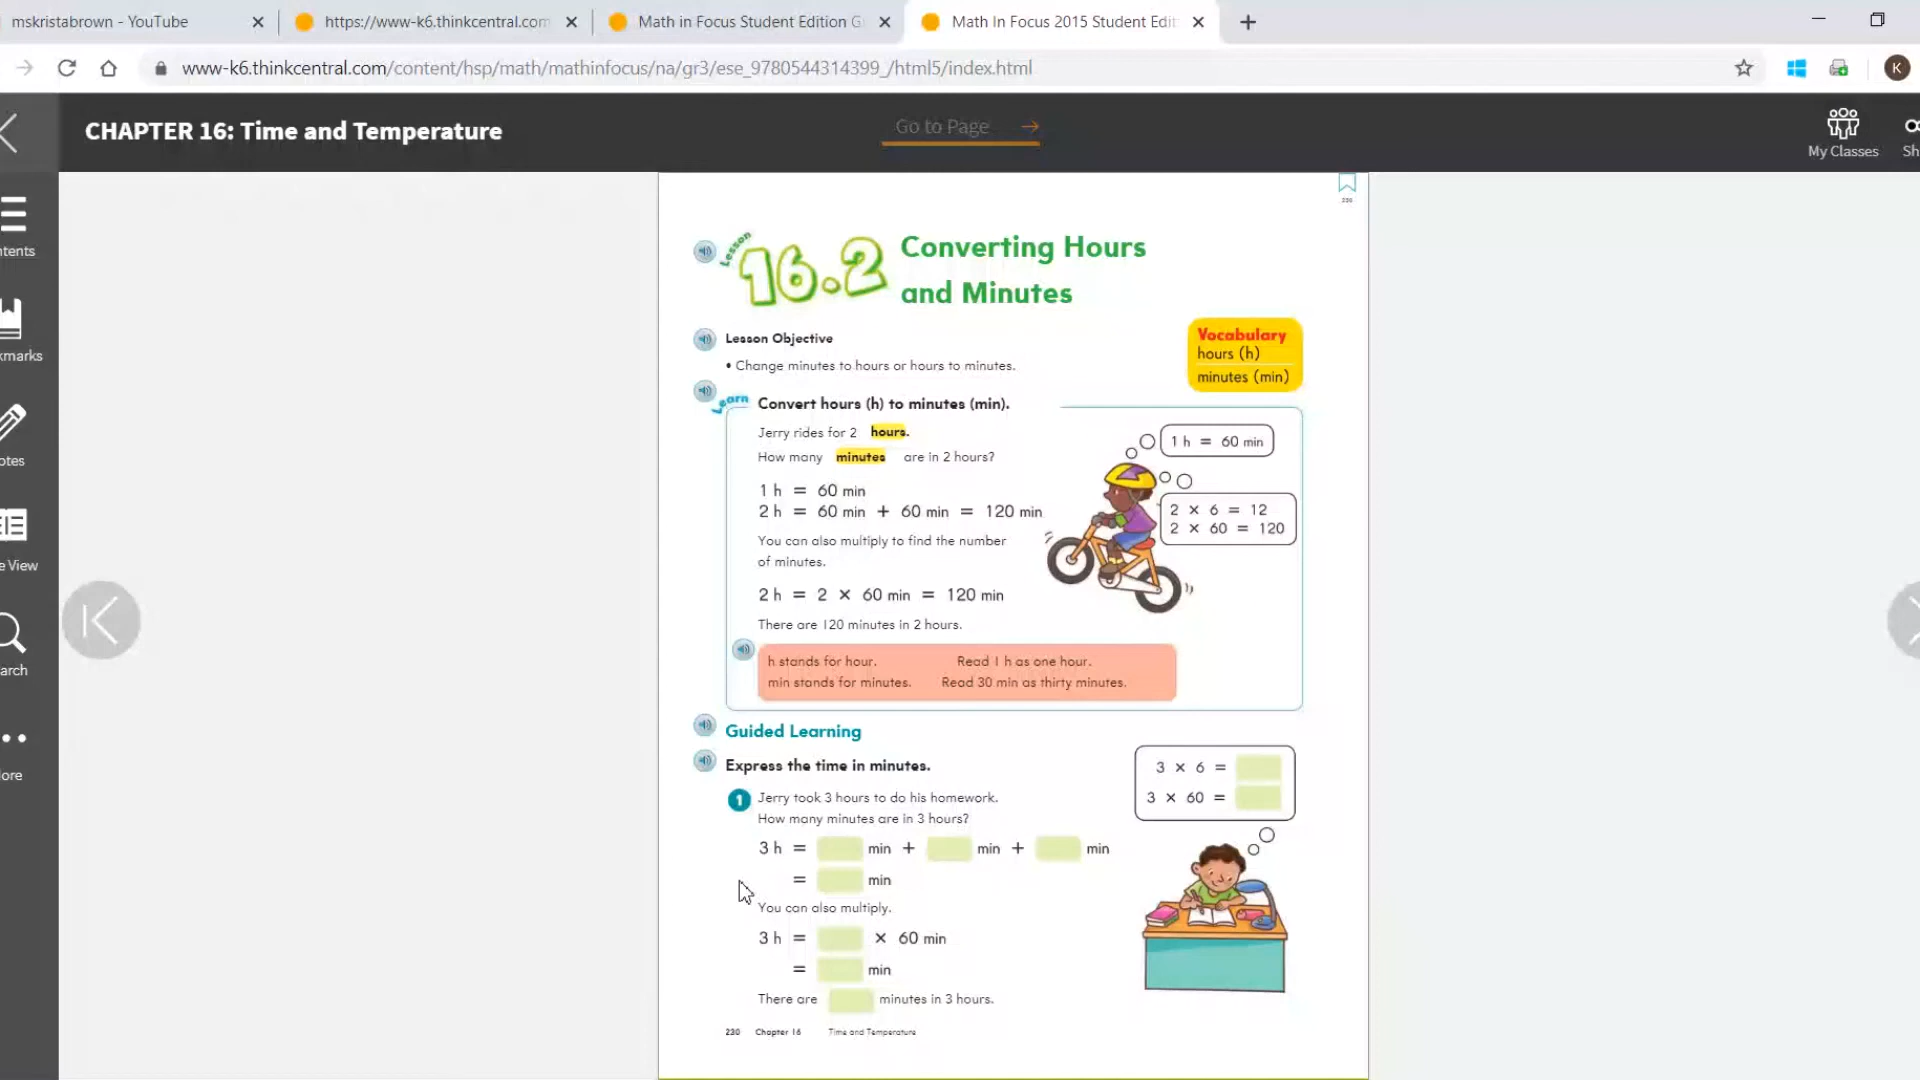 mskristabrown - YouTube
https://www-k6.thinkcentral.com
Math in Focus Student Edition G
Math In Focus 2015 Student Edit
www-k6.thinkcentral.com/content/hsp/math/mathinfocus/na/gr3/ese_9780544314399_/html5/index.html
K
CHAPTER 16: Time and Temperature
Go to Page
My Classes
Sh
ntents
kmarks
otes
e View
arch
lore
230
Lesson
16.2
Converting Hours
and Minutes
Lesson Objective
• Change minutes to hours or hours to minutes.
Vocabulary
hours (h)
minutes (min)
Learn
Convert hours (h) to minutes (min).
Jerry rides for 2 hours.
How many minutes are in 2 hours?
1 h = 60 min
2 h = 60 min + 60 min = 120 min
You can also multiply to find the number
of minutes.
2 h = 2 × 60 min = 120 min
There are 120 minutes in 2 hours.
1 h = 60 min
2 × 6 = 12
2 × 60 = 120
h stands for hour. Read 1 h as one hour.
min stands for minutes. Read 30 min as thirty minutes.
Guided Learning
Express the time in minutes.
1 Jerry took 3 hours to do his homework.
How many minutes are in 3 hours?
3 h = min + min + min
= min
You can also multiply.
3 h = × 60 min
= min
There are minutes in 3 hours.
3 × 6 =
3 × 60 =
230 Chapter 16 Time and Temperature